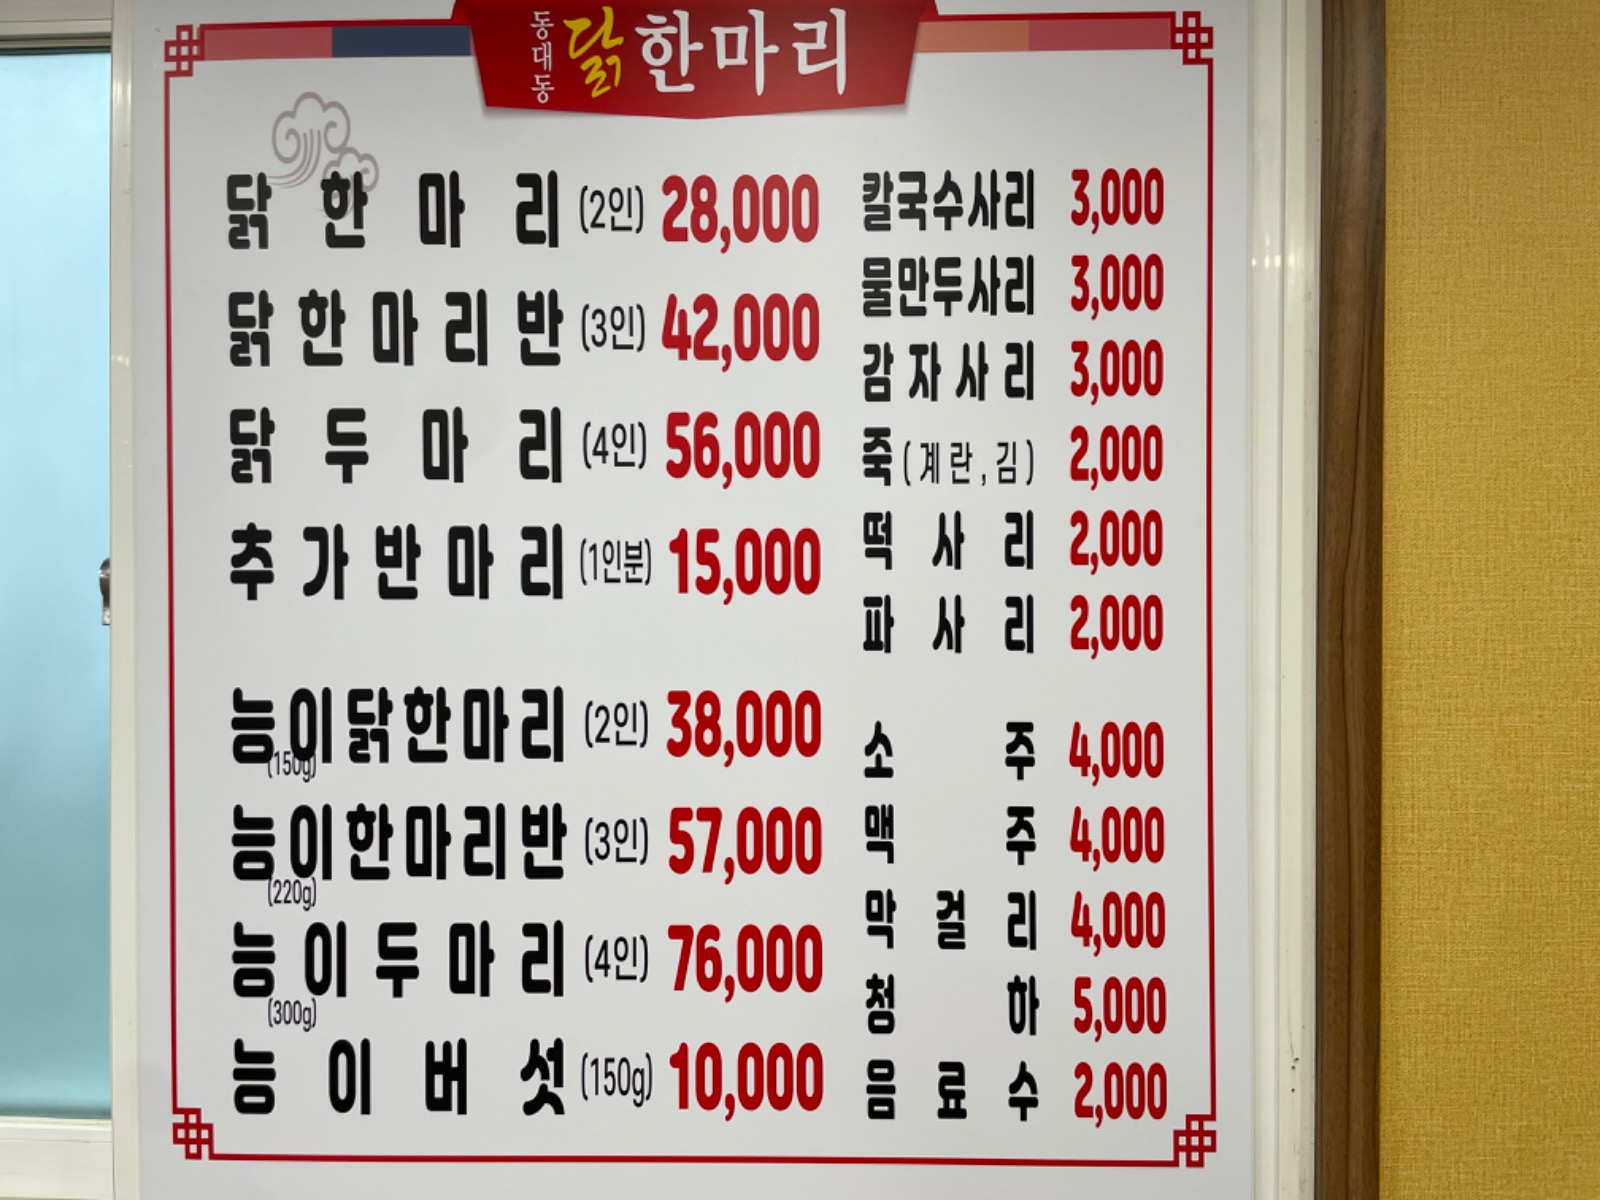 동대동 닭한마리
닭한마리 (2인) 28,000
닭한마리반 (3인) 42,000
닭두마리 (4인) 56,000
추가반마리 (1인분) 15,000
능이닭한마리 (2인) 38,000
(150g)
능이한마리반 (3인) 57,000
(220g)
능이두마리 (4인) 76,000
(300g)
능이버섯 (150g) 10,000
칼국수사리 3,000
물만두사리 3,000
감자사리 3,000
죽(계란,김) 2,000
떡사리 2,000
파사리 2,000
소주 4,000
맥주 4,000
막걸리 4,000
청하 5,000
음료수 2,000